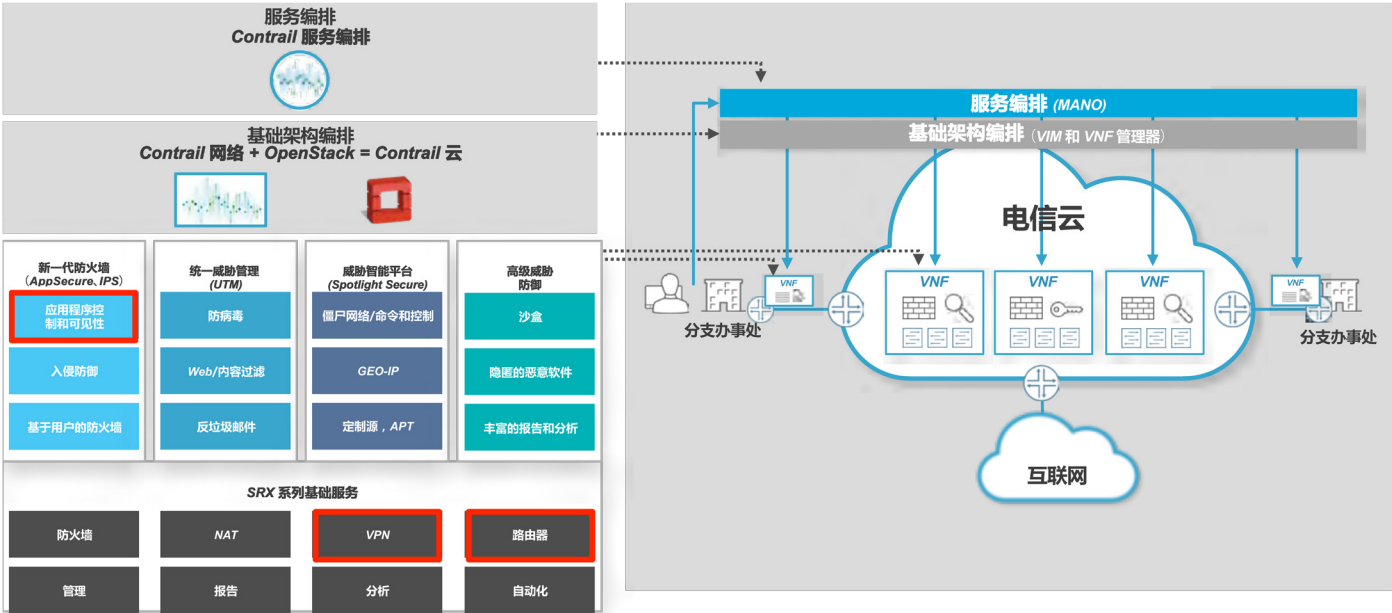 服务编排
Contrail 服务编排
基础架构编排
Contrail 网络 + OpenStack = Contrail 云
新一代防火墙
（AppSecure、IPS）
应用程序控
制和可见性
入侵防御
基于用户的防火墙
统一威胁管理
(UTM)
防病毒
Web/内容过滤
反垃圾邮件
威胁智能平台
(Spotlight Secure)
僵尸网络/命令和控制
GEO-IP
定制源，APT
高级威胁
防御
沙盒
隐匿的恶意软件
丰富的报告和分析
SRX 系列基础服务
防火墙
NAT
VPN
路由器
管理
报告
分析
自动化
服务编排 (MANO)
基础架构编排（VIM 和 VNF 管理器）
电信云
VNF
VNF
VNF
VNF
VNF
分支办事处
分支办事处
互联网